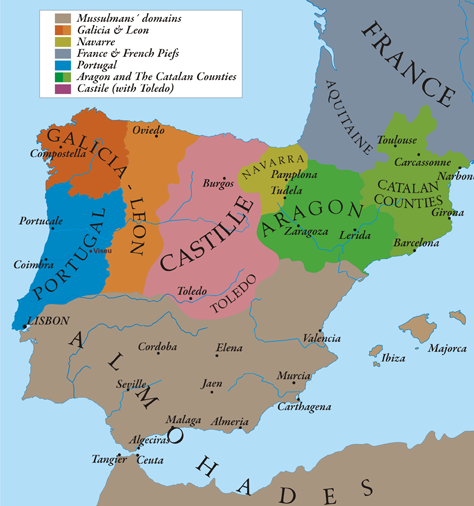 Mussulmans´ domains
Galicia & Leon
Navarre
France & French Fiefs
Portugal
Aragon and The Catalan Counties
Castile (with Toledo)
FRANCE
AQUITAINE
Toulouse
Carcassonne
Narbon
Oviedo
GALICIA - LEON
Compostella
NAVARRA
Pamplona
Tudela
Burgos
CATALAN
COUNTIES
Girona
ARAGON
Portucale
PORTUGAL
Viseu
CASTILLE
Zaragoza
Lerida
Barcelona
Coimbra
Toledo
TOLEDO
LISBON
Valencia
Majorca
Ibiza
ALMOHADES
Cordoba
Elena
Murcia
Seville
Jaen
Carthagena
Malaga
Almeria
Algeciras
Tangier
Ceuta